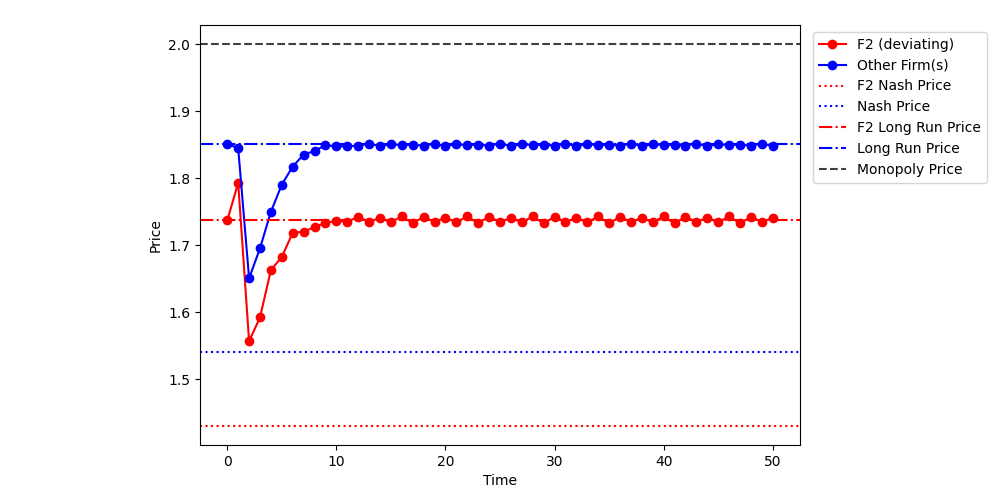 2.0
1.9
1.8
1.7
1.6
1.5
Price
0
10
20
30
40
50
Time
F2 (deviating)
Other Firm(s)
F2 Nash Price
Nash Price
F2 Long Run Price
Long Run Price
Monopoly Price